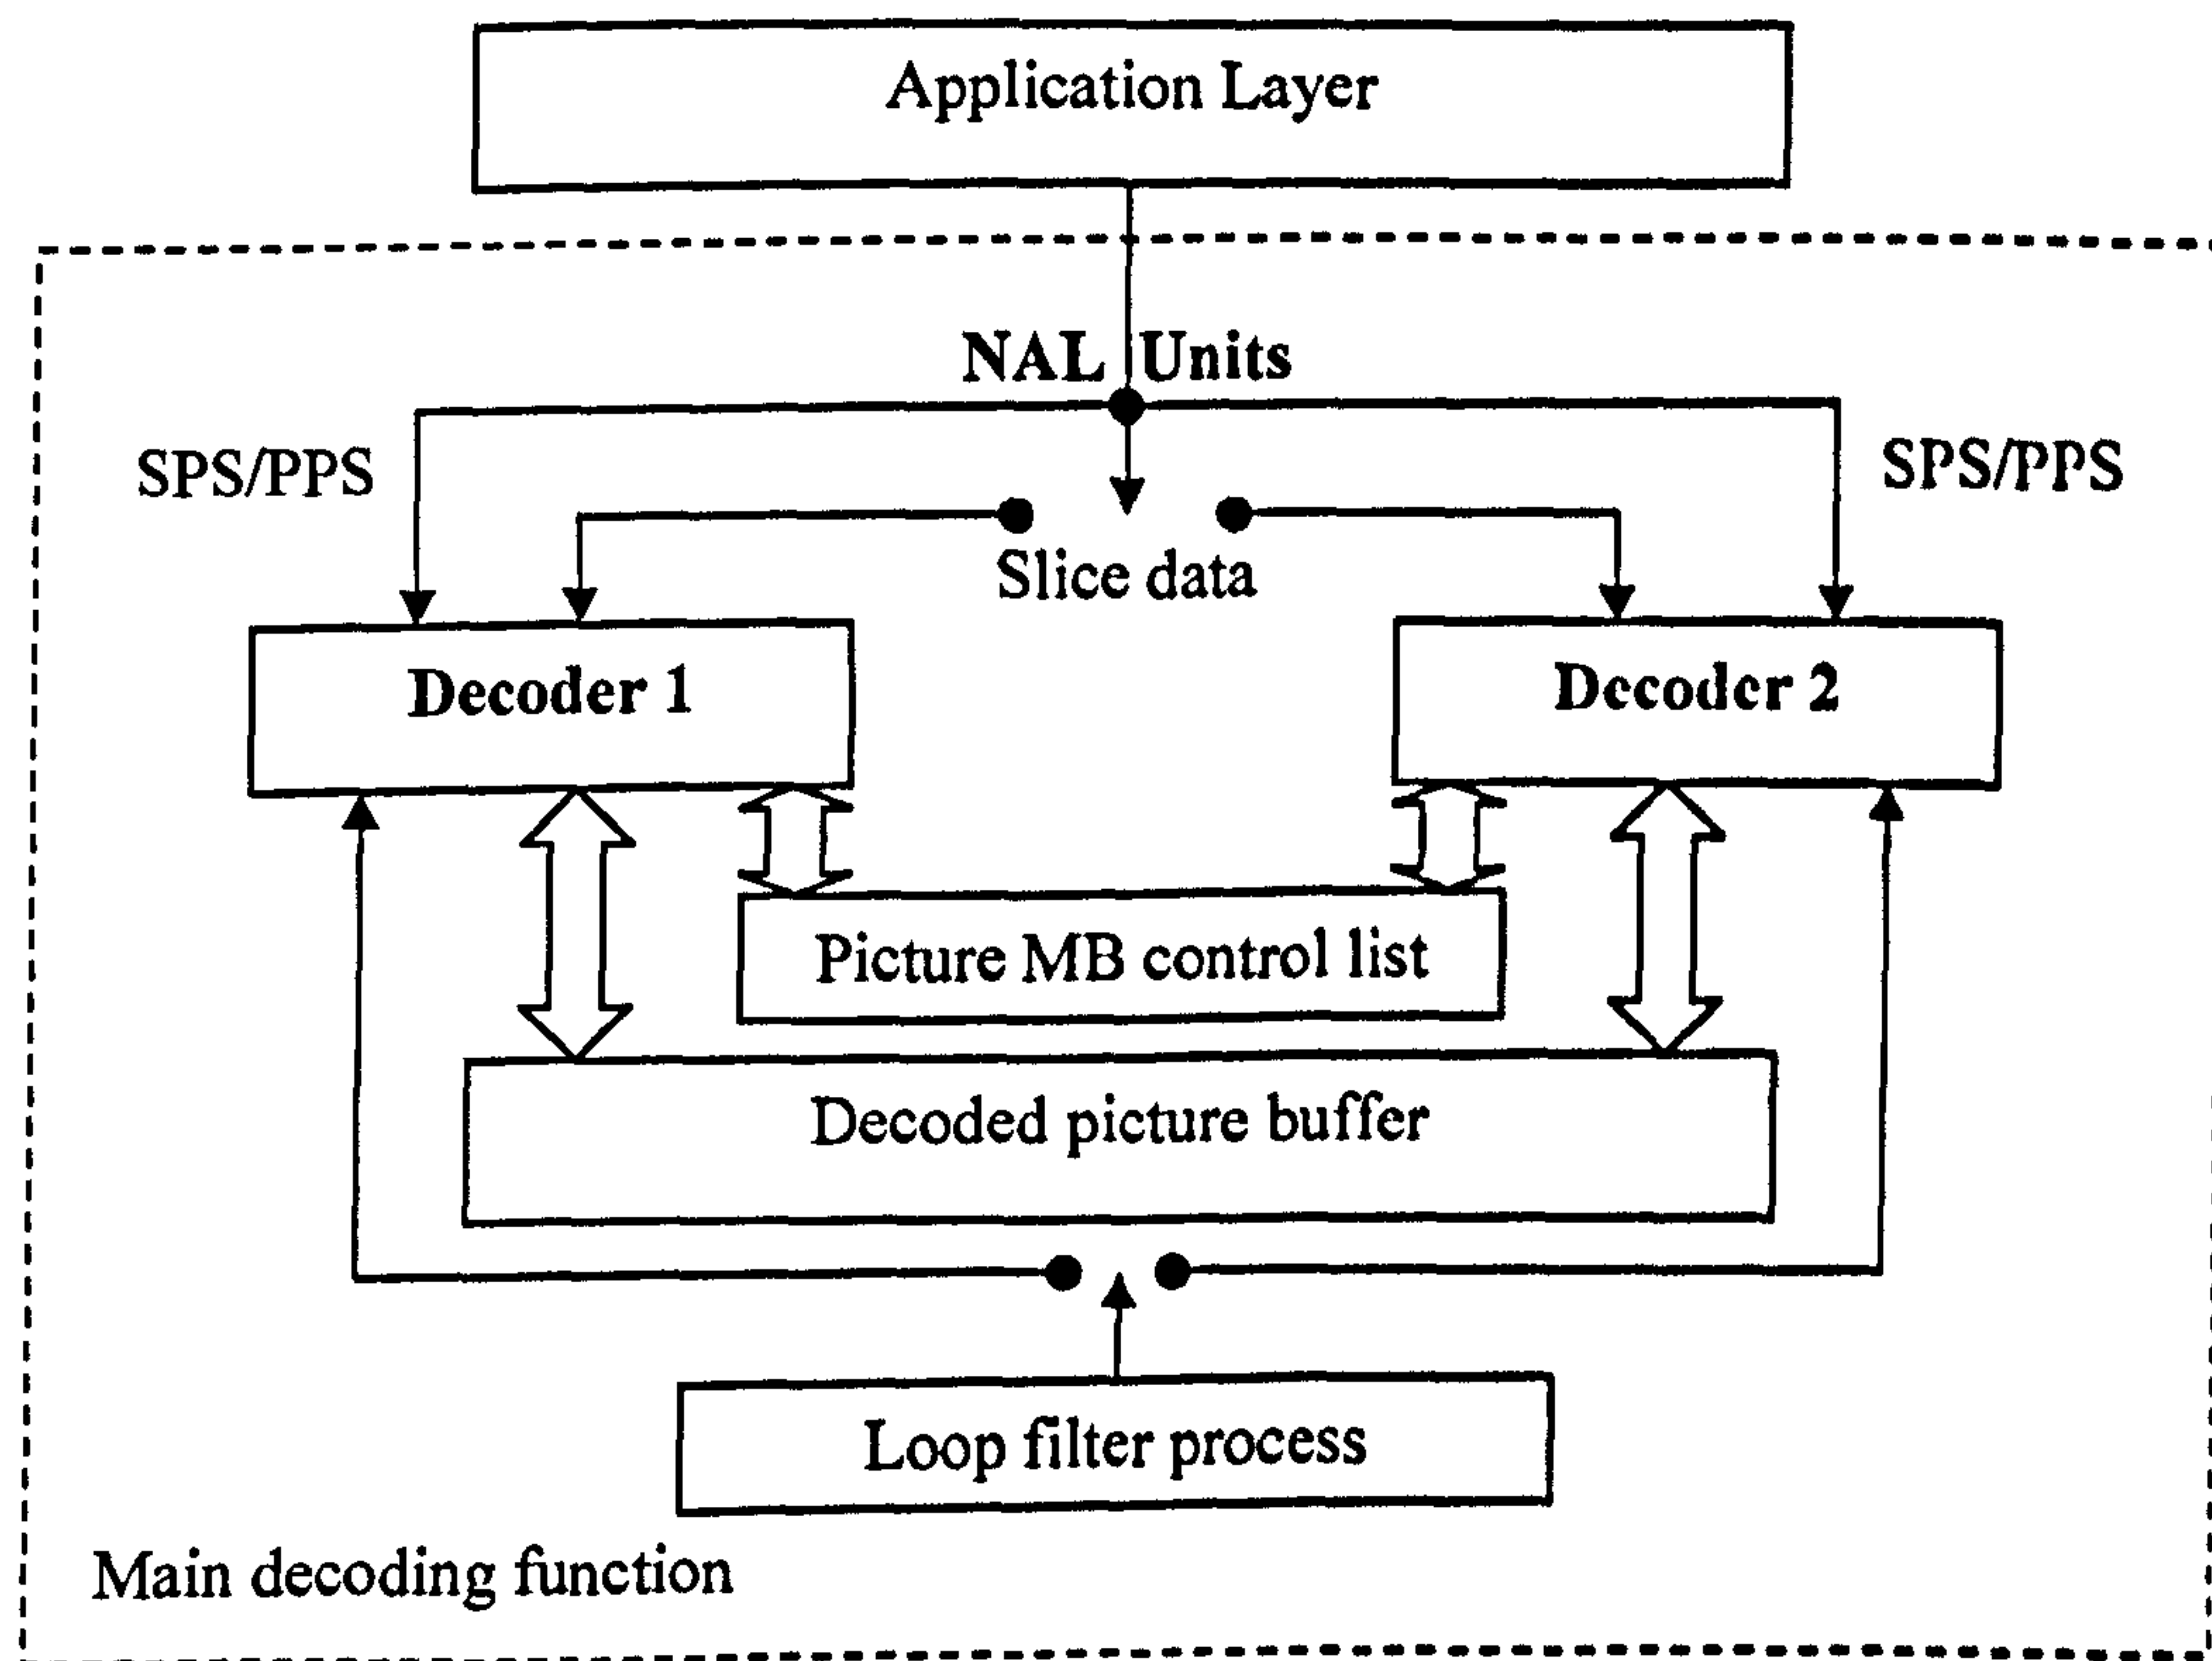 Application Layer
NAL Units
SPS/PPS
SPS/PPS
Slice data
Decoder 1
Decoder 2
Picture MB control list
Decoded picture buffer
Loop filter process
Main decoding function